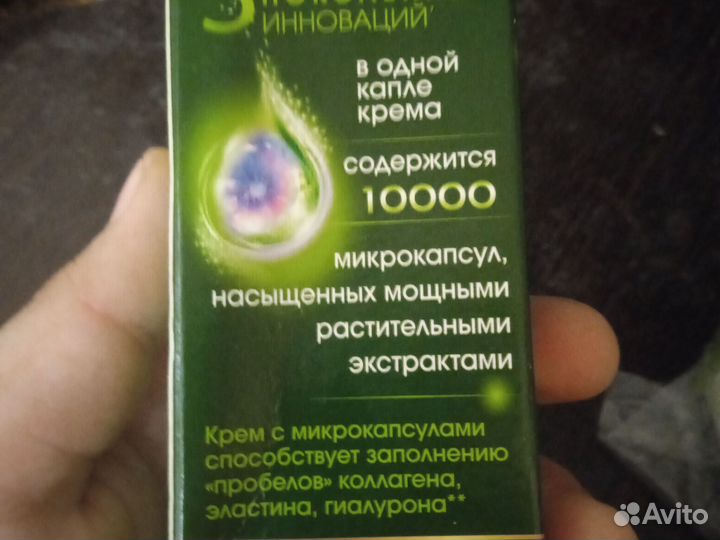 ИННОВАЦИЙ*
в одной
капле
крема
содержится
10000
микрокапсул,
насыщенных мощными
растительными
экстрактами
Крем с микрокапсулами
способствует заполнению
«пробелов» коллагена,
эластина, гиалурона**
Avito